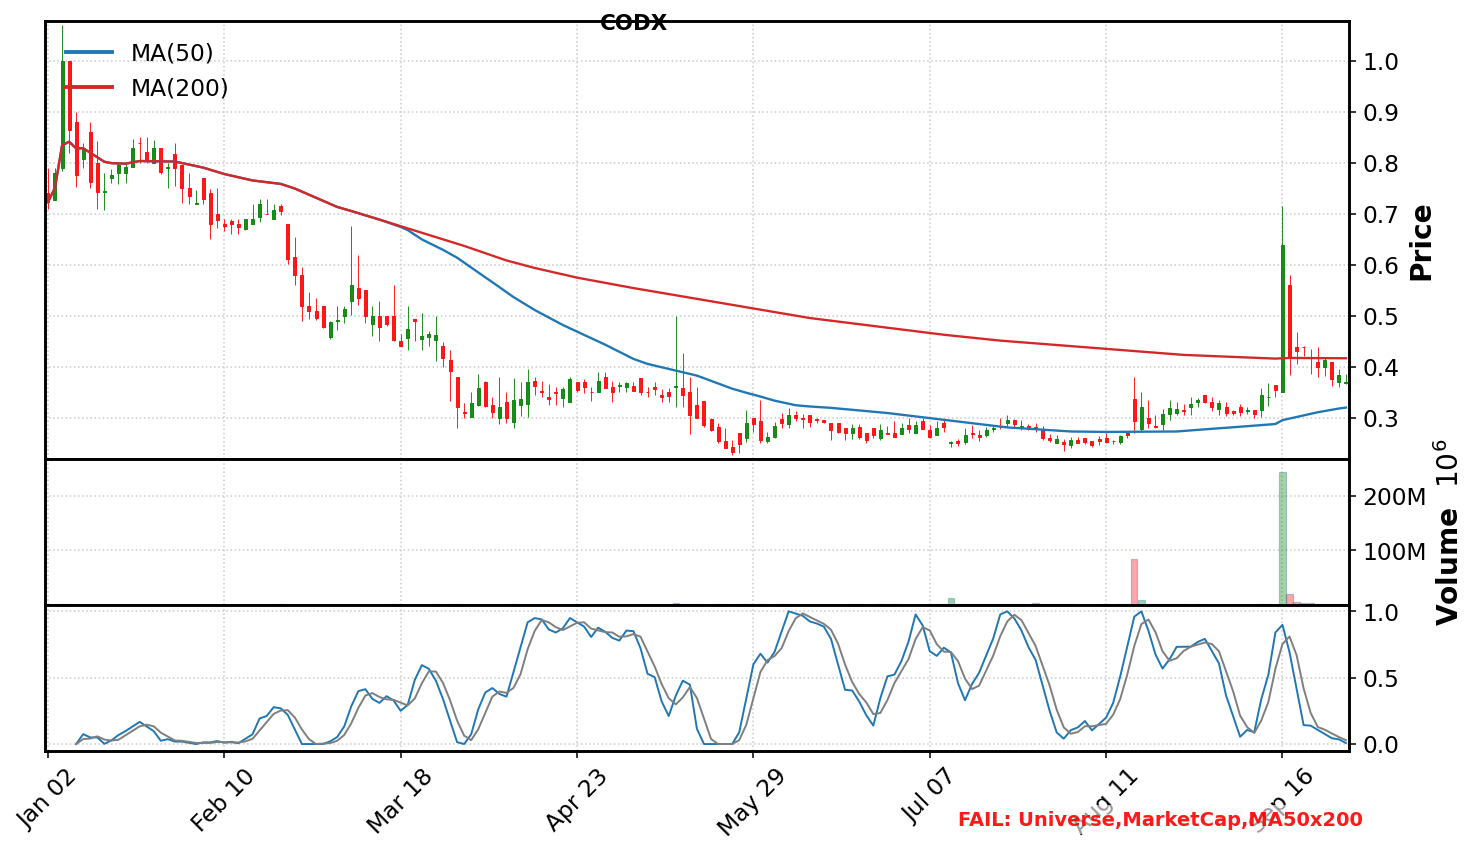 CODX
MA(50)
MA(200)
1.0
0.9
0.8
0.7
0.6
0.5
0.4
0.3
Price
200M
100M
Volume 10^6
1.0
0.5
0.0
Jan 02
Feb 10
Mar 18
Apr 23
May 29
Jul 07
Aug 11
Sep 16
FAIL: Universe,MarketCap,MA50x200